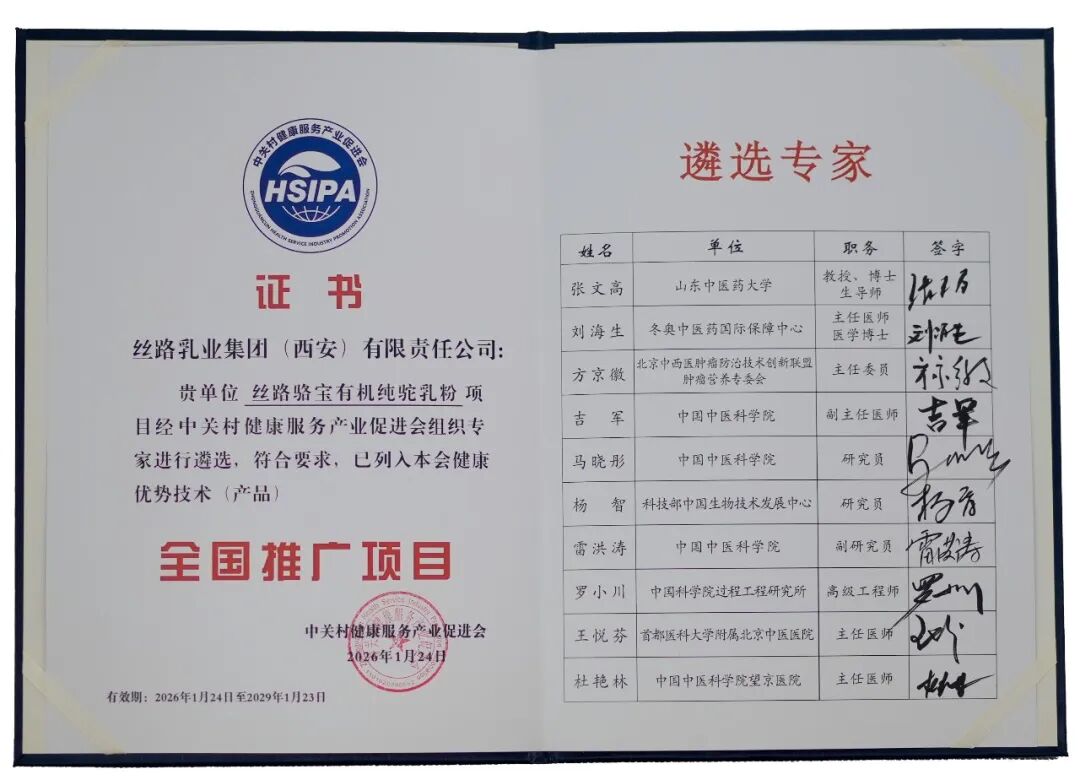 中关村健康服务产业促进会
HSIPA
ZHONGGUANCUN HEALTH SERVICE INDUSTRY PROMOTION ASSOCIATION
证 书
丝路乳业集团（西安）有限责任公司：
贵单位 丝路骆宝有机纯驼乳粉 项
目经中关村健康服务产业促进会组织专
家进行遴选，符合要求，已列入本会健康
优势技术（产品）
全国推广项目
中关村健康服务产业促进会
2026年1月24日
有效期：2026年1月24日至2029年1月23日
遴选专家
姓名 单位 职务 签字
张文高 山东中医药大学 教授、博士
生导师
刘海生 冬奥中医药国际保障中心 主任医师
医学博士
方京徽 北京中西医肿瘤防治技术创新联盟
肿瘤营养专委会 主任委员
吉 军 中国中医科学院 副主任医师 吉军
马晓彤 中国中医科学院 研究员
杨 智 科技部中国生物技术发展中心 研究员
雷洪涛 中国中医科学院 副研究员
罗小川 中国科学院过程工程研究所 高级工程师
王悦芬 首都医科大学附属北京中医医院 主任医师
杜艳林 中国中医科学院望京医院 主任医师